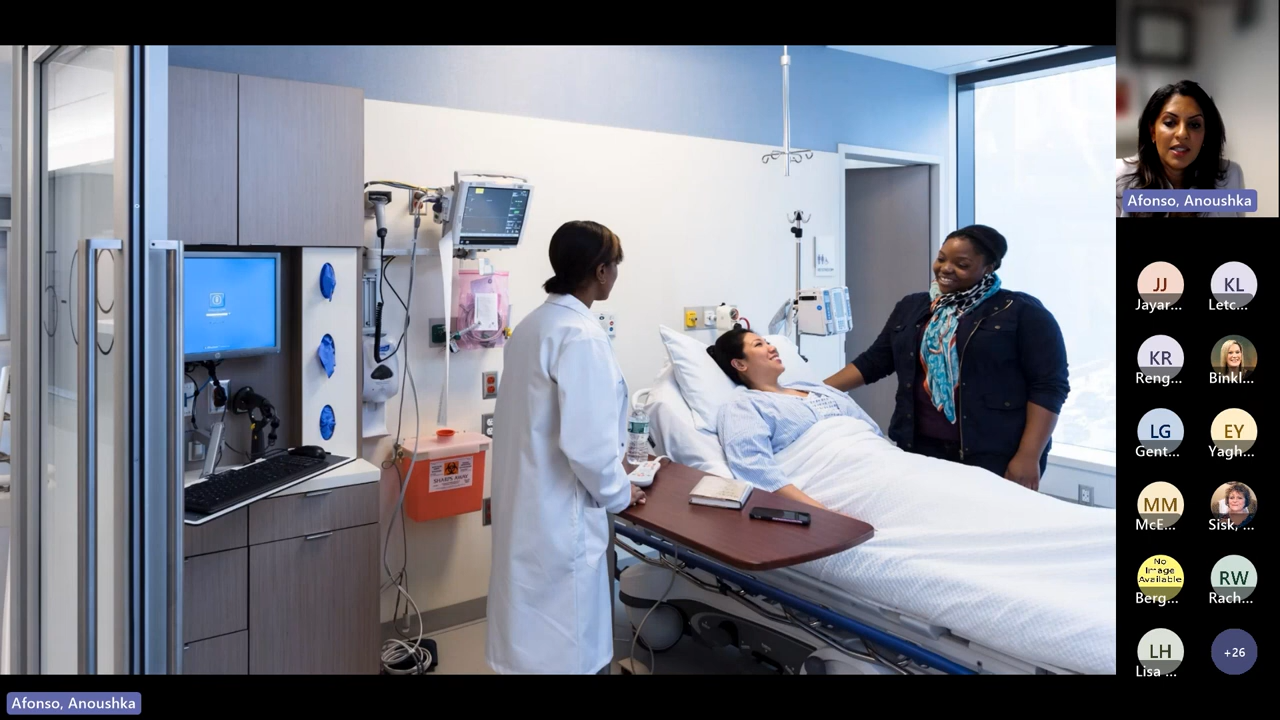 Afonso, Anoushka
JJ
KL
Jayar...
Letc...
KR
Reng...
Binkl...
LG
EY
Gent...
Yagh...
MM
McE...
Sisk, ...
No
Image
Available
RW
Berg...
Rach...
LH
+26
Lisa ...
Afonso, Anoushka